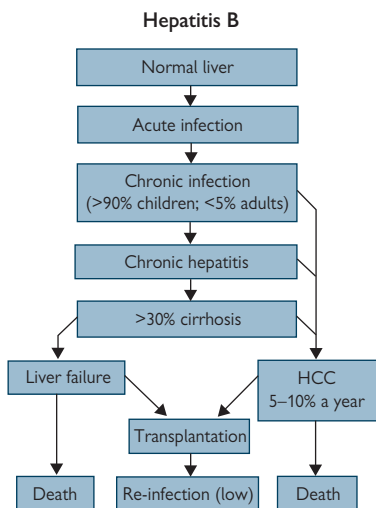 Hepatitis B
Normal liver
Acute infection
Chronic infection
(>90% children; <5% adults)
Chronic hepatitis
>30% cirrhosis
Liver failure
HCC
5–10% a year
Transplantation
Death
Re-infection (low)
Death